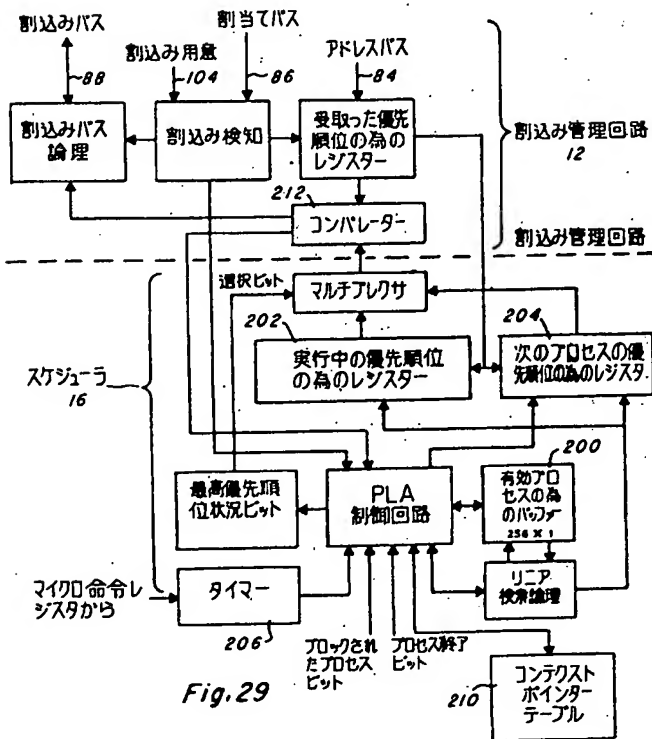 割込みバス
割込み用急
割当てバス
アドレスバス
88
104
86
84
割込みバス
論理
割込み検知
受取った優先
順位の為の
レジスター
割込み管理回路
12
212
コンパレーター
割込み管理回路
選択ビット
マルチプレクサ
202
204
スケジューラ
16
実行中の優先順位
の為のレジスター
次のプロセスの優
先順位の為のレジスタ
200
最高優先順
位状況ビット
PLA
制御回路
有効プロ
セスの為
のバッファ
256 × 1
マイクロ命令レ
ジスタから
タイマー
リニア
検索論理
206
ブロックされ
たプロセス
ビット
プロセス終了
ビット
Fig.29
210
コンテクスト
ポインター
テーブル